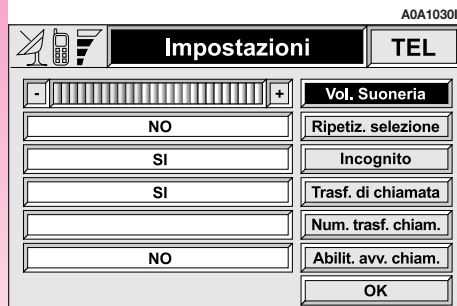 A0A1030I
Impostazioni TEL
- + Vol. Suoneria
NO Ripetiz. selezione
SI Incognito
SI Trasf. di chiamata
Num. trasf. chiam.
NO Abilit. avv. chiam.
OK